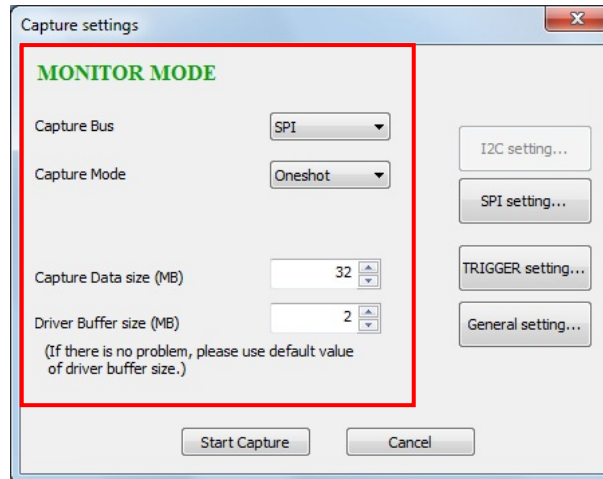 Capture settings
MONITOR MODE
Capture Bus
SPI
Capture Mode
Oneshot
Capture Data size (MB)
32
Driver Buffer size (MB)
2
(If there is no problem, please use default value
of driver buffer size.)
I2C setting...
SPI setting...
TRIGGER setting...
General setting...
Start Capture
Cancel